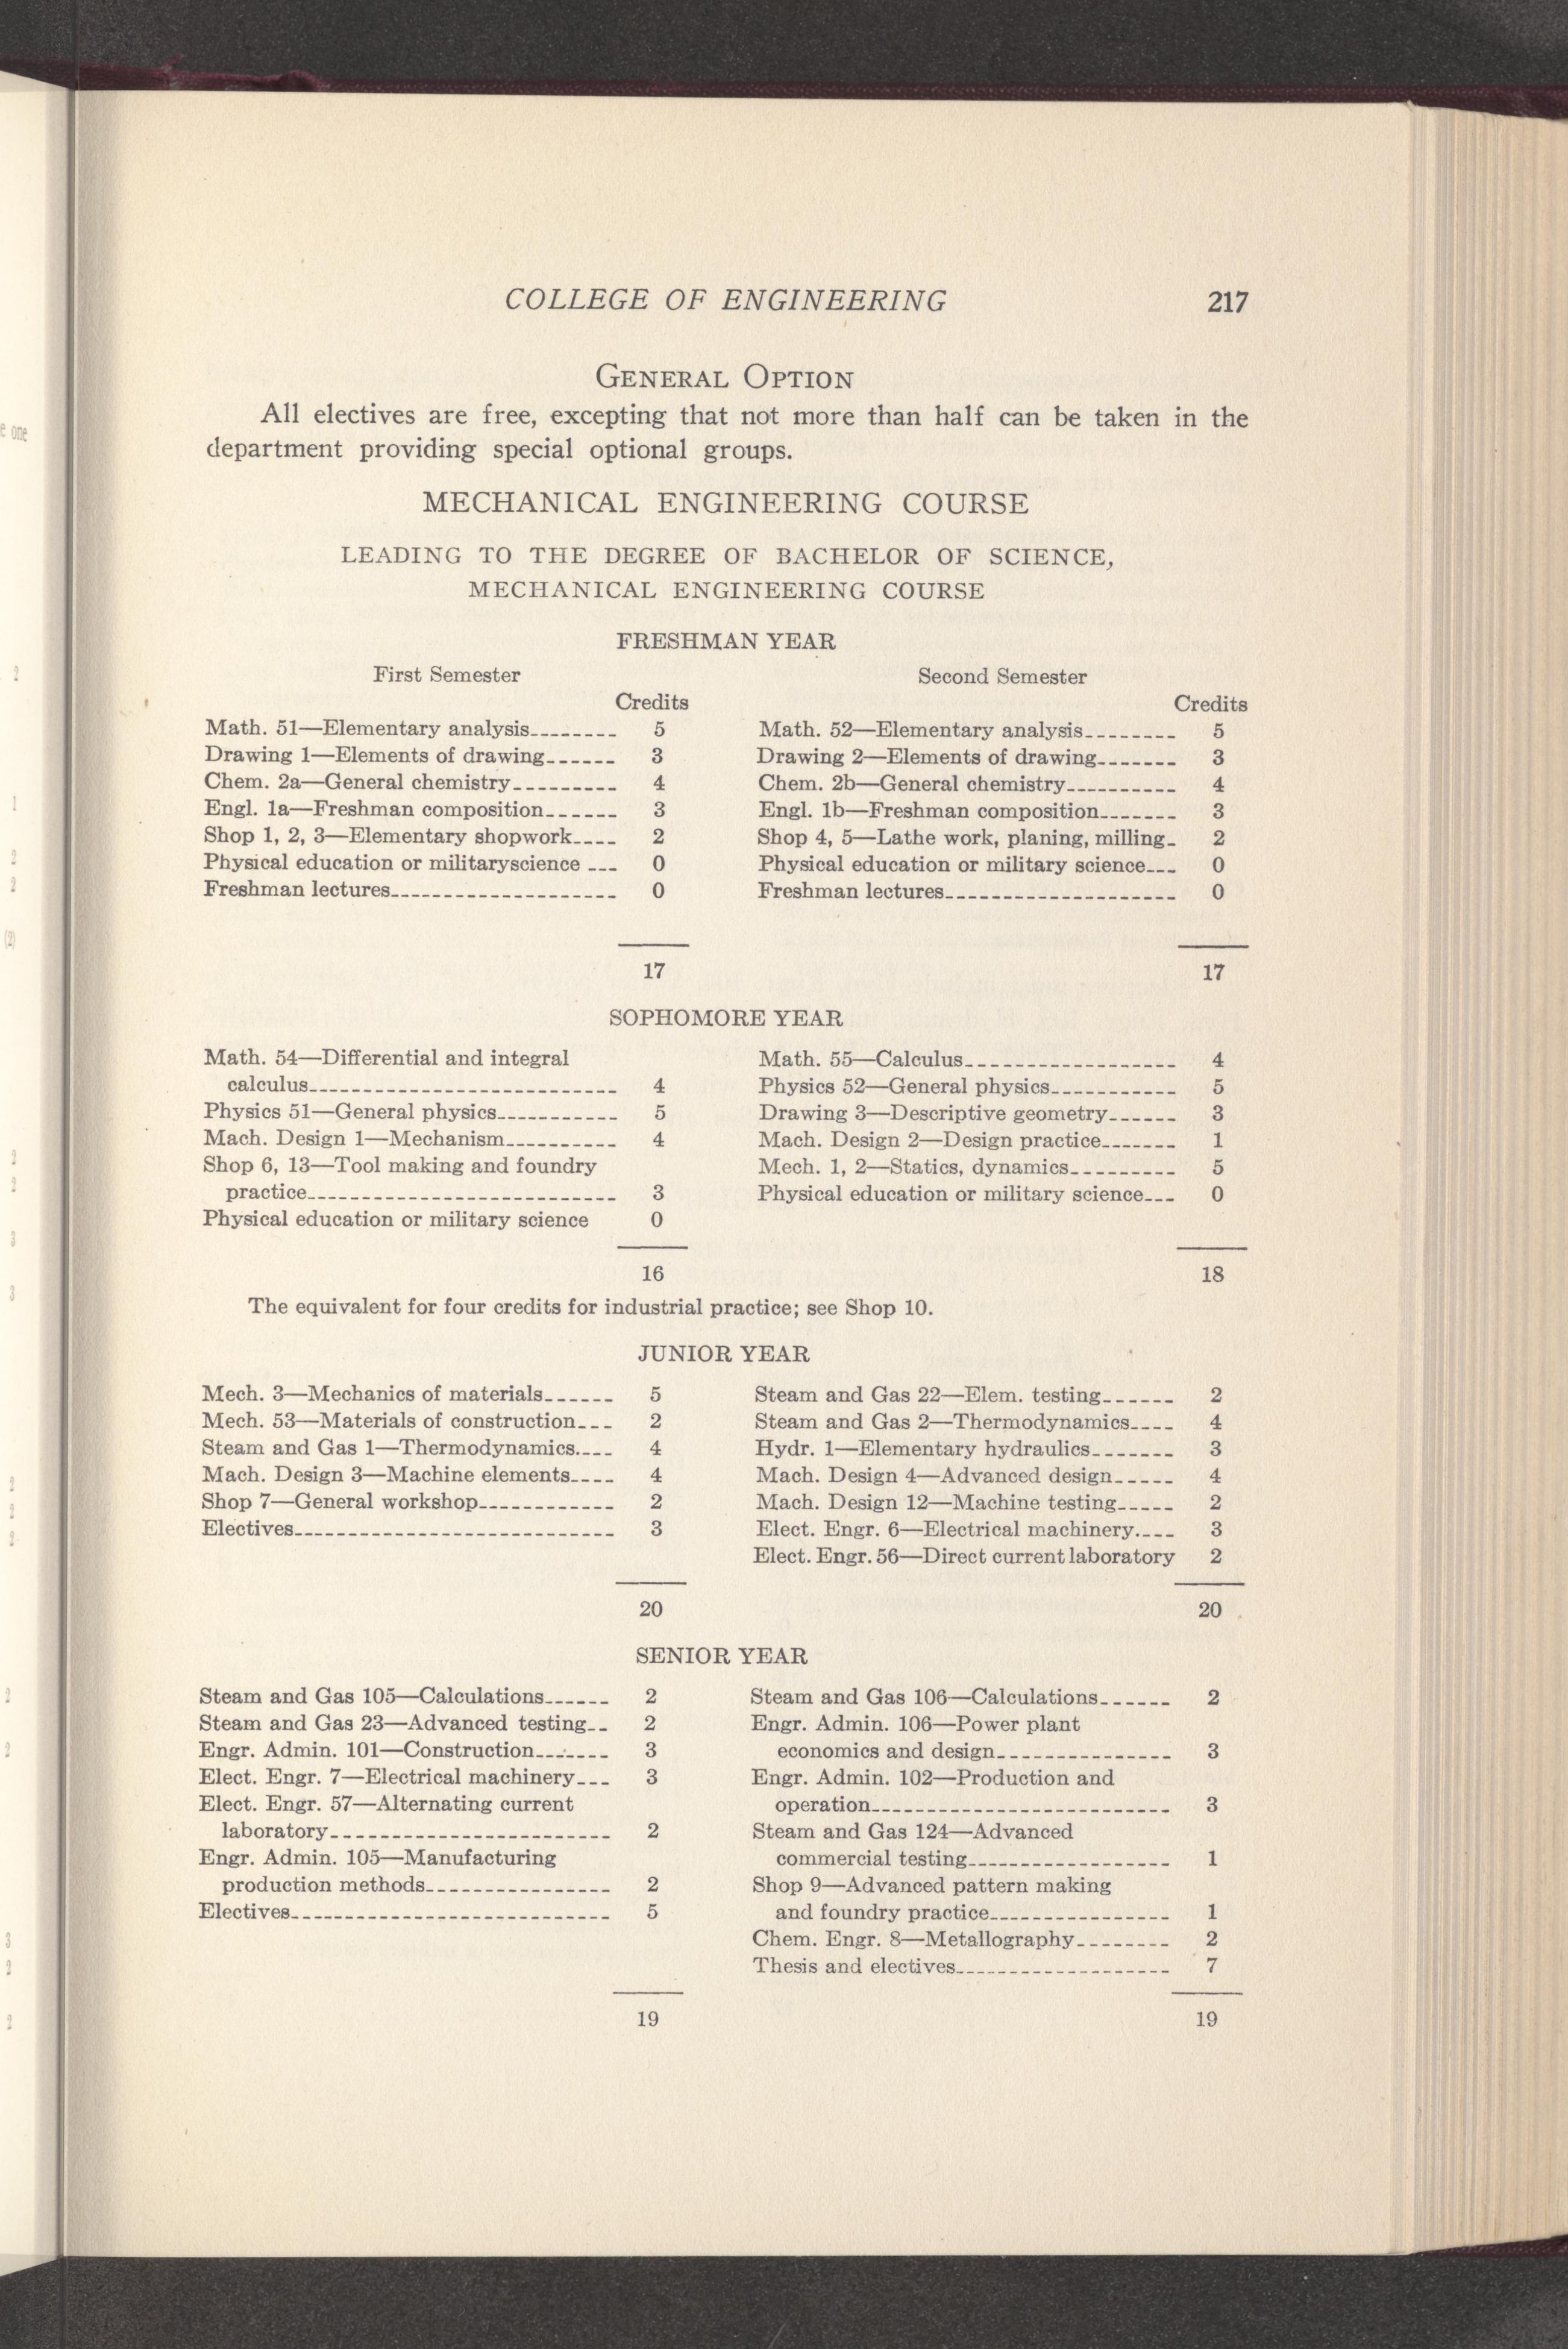 COLLEGE OF ENGINEERING 217
GENERAL OPTION
All electives are free, excepting that not more than half can be taken in the
department providing special optional groups.
MECHANICAL ENGINEERING COURSE
LEADING TO THE DEGREE OF BACHELOR OF SCIENCE,
MECHANICAL ENGINEERING COURSE
FRESHMAN YEAR
First Semester
Credits
Math. 51—Elementary analysis-------- 5
Drawing 1—Elements of drawing------ 3
Chem. 2a—General chemistry--------- 4
Engl. 1a—Freshman composition------ 3
Shop 1, 2, 3—Elementary shopwork---- 2
Physical education or militaryscience --- 0
Freshman lectures------------------- 0
17
Second Semester
Credits
Math. 52—Elementary analysis-------- 5
Drawing 2—Elements of drawing------- 3
Chem. 2b—General chemistry---------- 4
Engl. 1b—Freshman composition------- 3
Shop 4, 5—Lathe work, planing, milling- 2
Physical education or military science--- 0
Freshman lectures------------------- 0
17
SOPHOMORE YEAR
Math. 54—Differential and integral
calculus-------------------------- 4
Physics 51—General physics----------- 5
Mach. Design 1—Mechanism---------- 4
Shop 6, 13—Tool making and foundry
practice-------------------------- 3
Physical education or military science 0
16
Math. 55—Calculus------------------ 4
Physics 52—General physics----------- 5
Drawing 3—Descriptive geometry------ 3
Mach. Design 2—Design practice------- 1
Mech. 1, 2—Statics, dynamics--------- 5
Physical education or military science--- 0
18
The equivalent for four credits for industrial practice; see Shop 10.
JUNIOR YEAR
Mech. 3—Mechanics of materials------ 5
Mech. 53—Materials of construction--- 2
Steam and Gas 1—Thermodynamics---- 4
Mach. Design 3—Machine elements---- 4
Shop 7—General workshop------------ 2
Electives--------------------------- 3
20
Steam and Gas 22—Elem. testing------ 2
Steam and Gas 2—Thermodynamics---- 4
Hydr. 1—Elementary hydraulics------- 3
Mach. Design 4—Advanced design----- 4
Mach. Design 12—Machine testing----- 2
Elect. Engr. 6—Electrical machinery---- 3
Elect. Engr. 56—Direct current laboratory 2
20
SENIOR YEAR
Steam and Gas 105—Calculations------ 2
Steam and Gas 23—Advanced testing-- 2
Engr. Admin. 101—Construction------- 3
Elect. Engr. 7—Electrical machinery--- 3
Elect. Engr. 57—Alternating current
laboratory------------------------ 2
Engr. Admin. 105—Manufacturing
production methods---------------- 2
Electives--------------------------- 5
19
Steam and Gas 106—Calculations------ 2
Engr. Admin. 106—Power plant
economics and design--------------- 3
Engr. Admin. 102—Production and
operation------------------------- 3
Steam and Gas 124—Advanced
commercial testing----------------- 1
Shop 9—Advanced pattern making
and foundry practice---------------- 1
Chem. Engr. 8—Metallography-------- 2
Thesis and electives------------------- 7
19